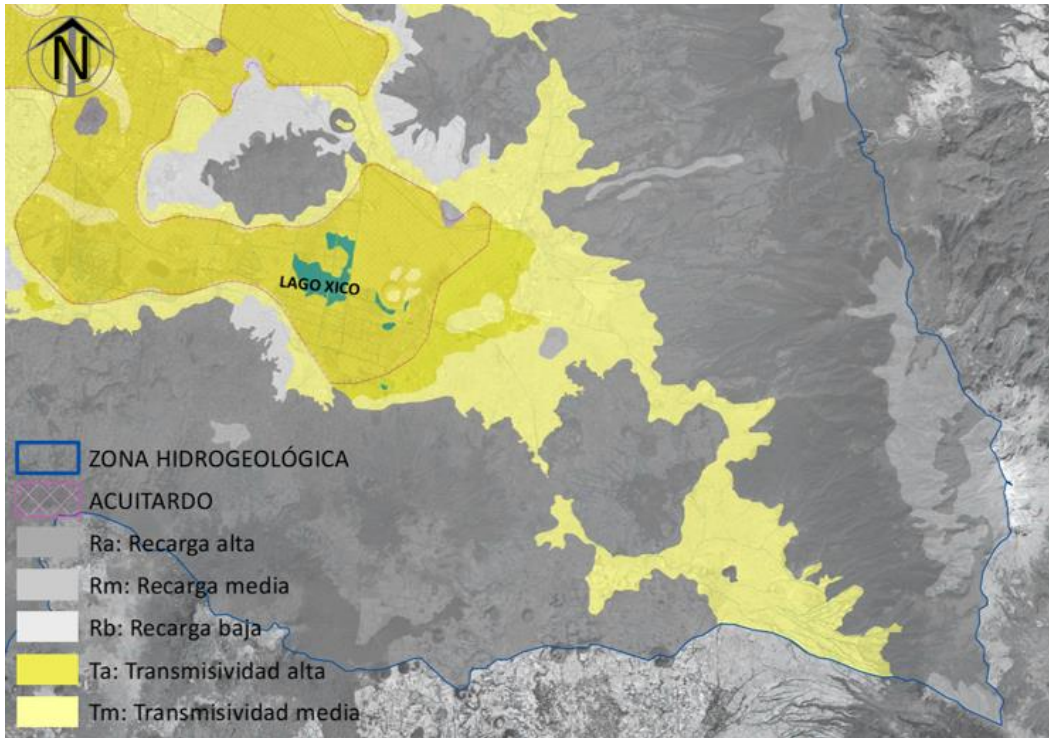 N
LAGO XICO
ZONA HIDROGEOLÓGICA
ACUITARDO
Ra: Recarga alta
Rm: Recarga media
Rb: Recarga baja
Ta: Transmisividad alta
Tm: Transmisividad media